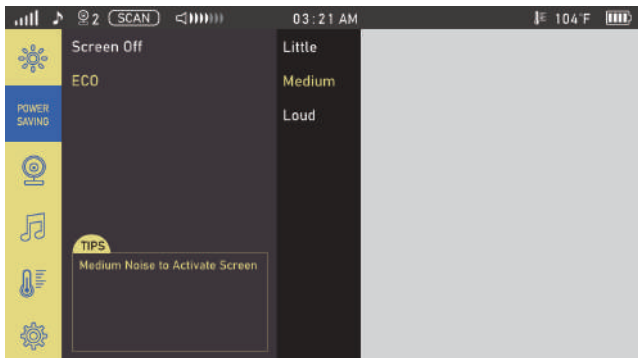 2 SCAN 03:21 AM 104°F
Screen Off
Little
ECO
Medium
POWER
SAVING
Loud
TIPS
Medium Noise to Activate Screen